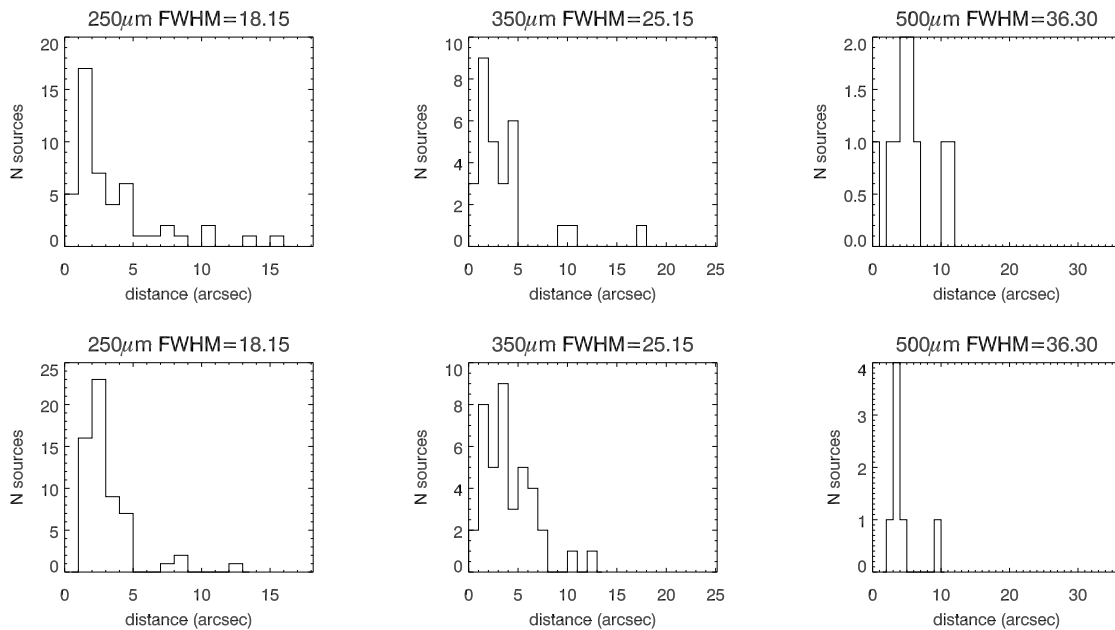 250μm FWHM=18.15
N sources
20
15
10
5
0
0 5 10 15
distance (arcsec)
350μm FWHM=25.15
N sources
10
8
6
4
2
0
0 5 10 15 20 25
distance (arcsec)
500μm FWHM=36.30
N sources
2.0
1.5
1.0
0.5
0.0
0 10 20 30
distance (arcsec)
250μm FWHM=18.15
N sources
25
20
15
10
5
0
0 5 10 15
distance (arcsec)
350μm FWHM=25.15
N sources
10
8
6
4
2
0
0 5 10 15 20 25
distance (arcsec)
500μm FWHM=36.30
N sources
4
3
2
1
0
0 10 20 30
distance (arcsec)